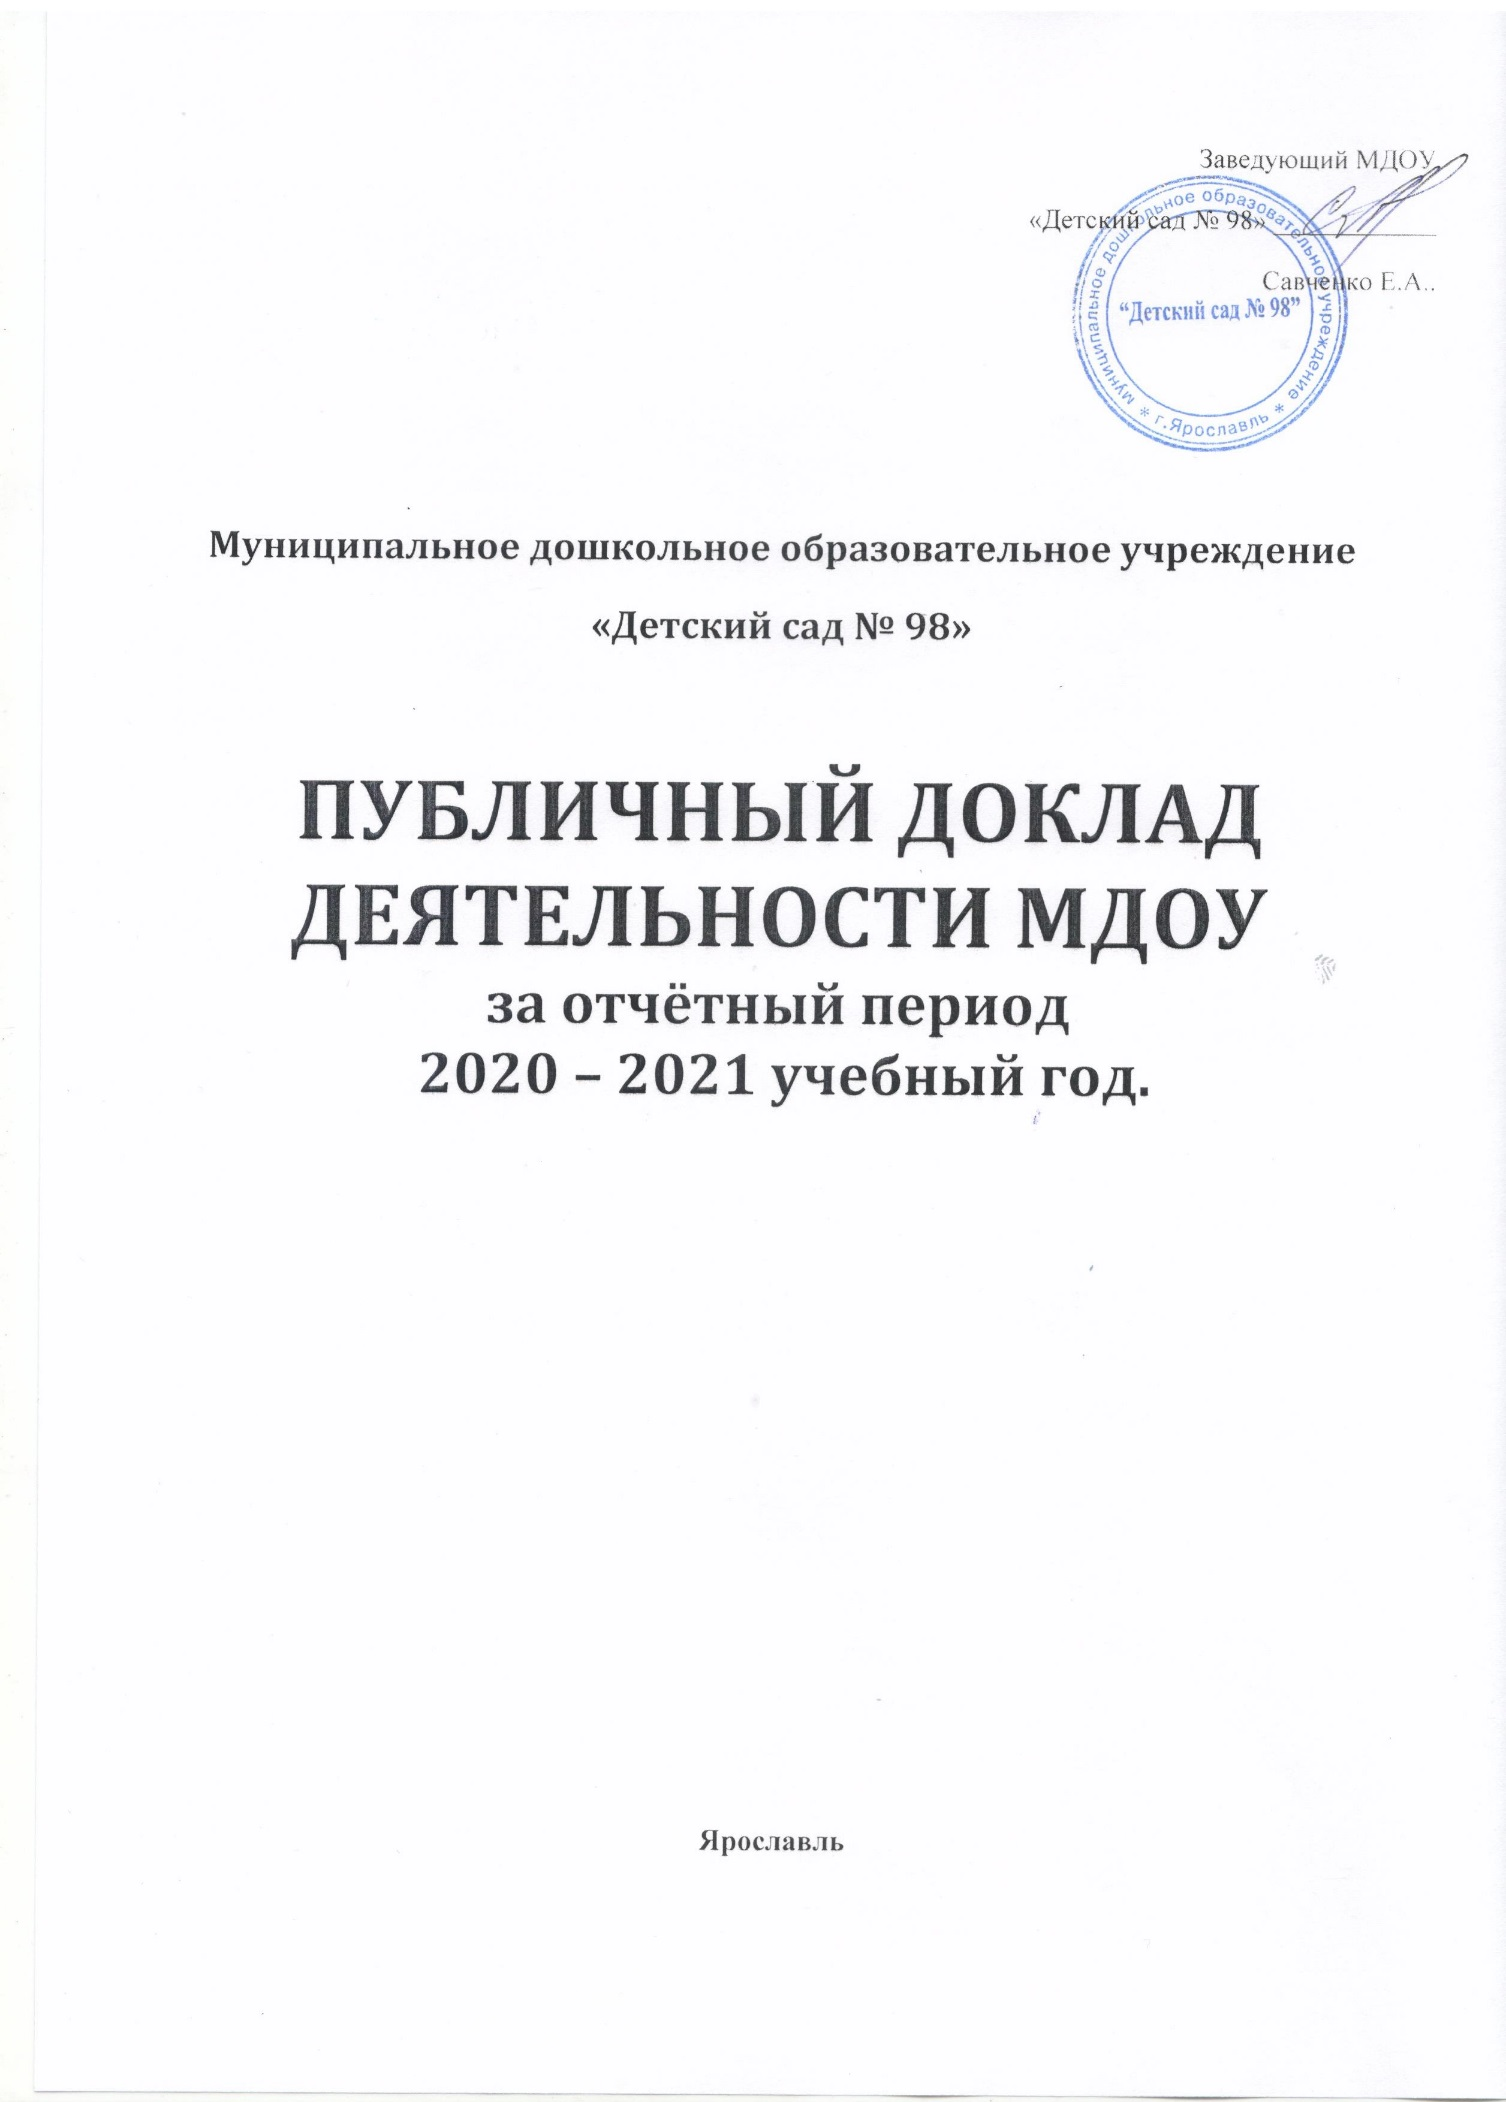 Заведующий МДОУ
«Детский сад № 98» ____________
Савченко Е.А..
муниципальное дошкольное образовательное учреждение
“Детский сад № 98”
* г.Ярославль *
Муниципальное дошкольное образовательное учреждение
«Детский сад № 98»
ПУБЛИЧНЫЙ ДОКЛАД
ДЕЯТЕЛЬНОСТИ МДОУ
за отчётный период
2020 – 2021 учебный год.
Ярославль